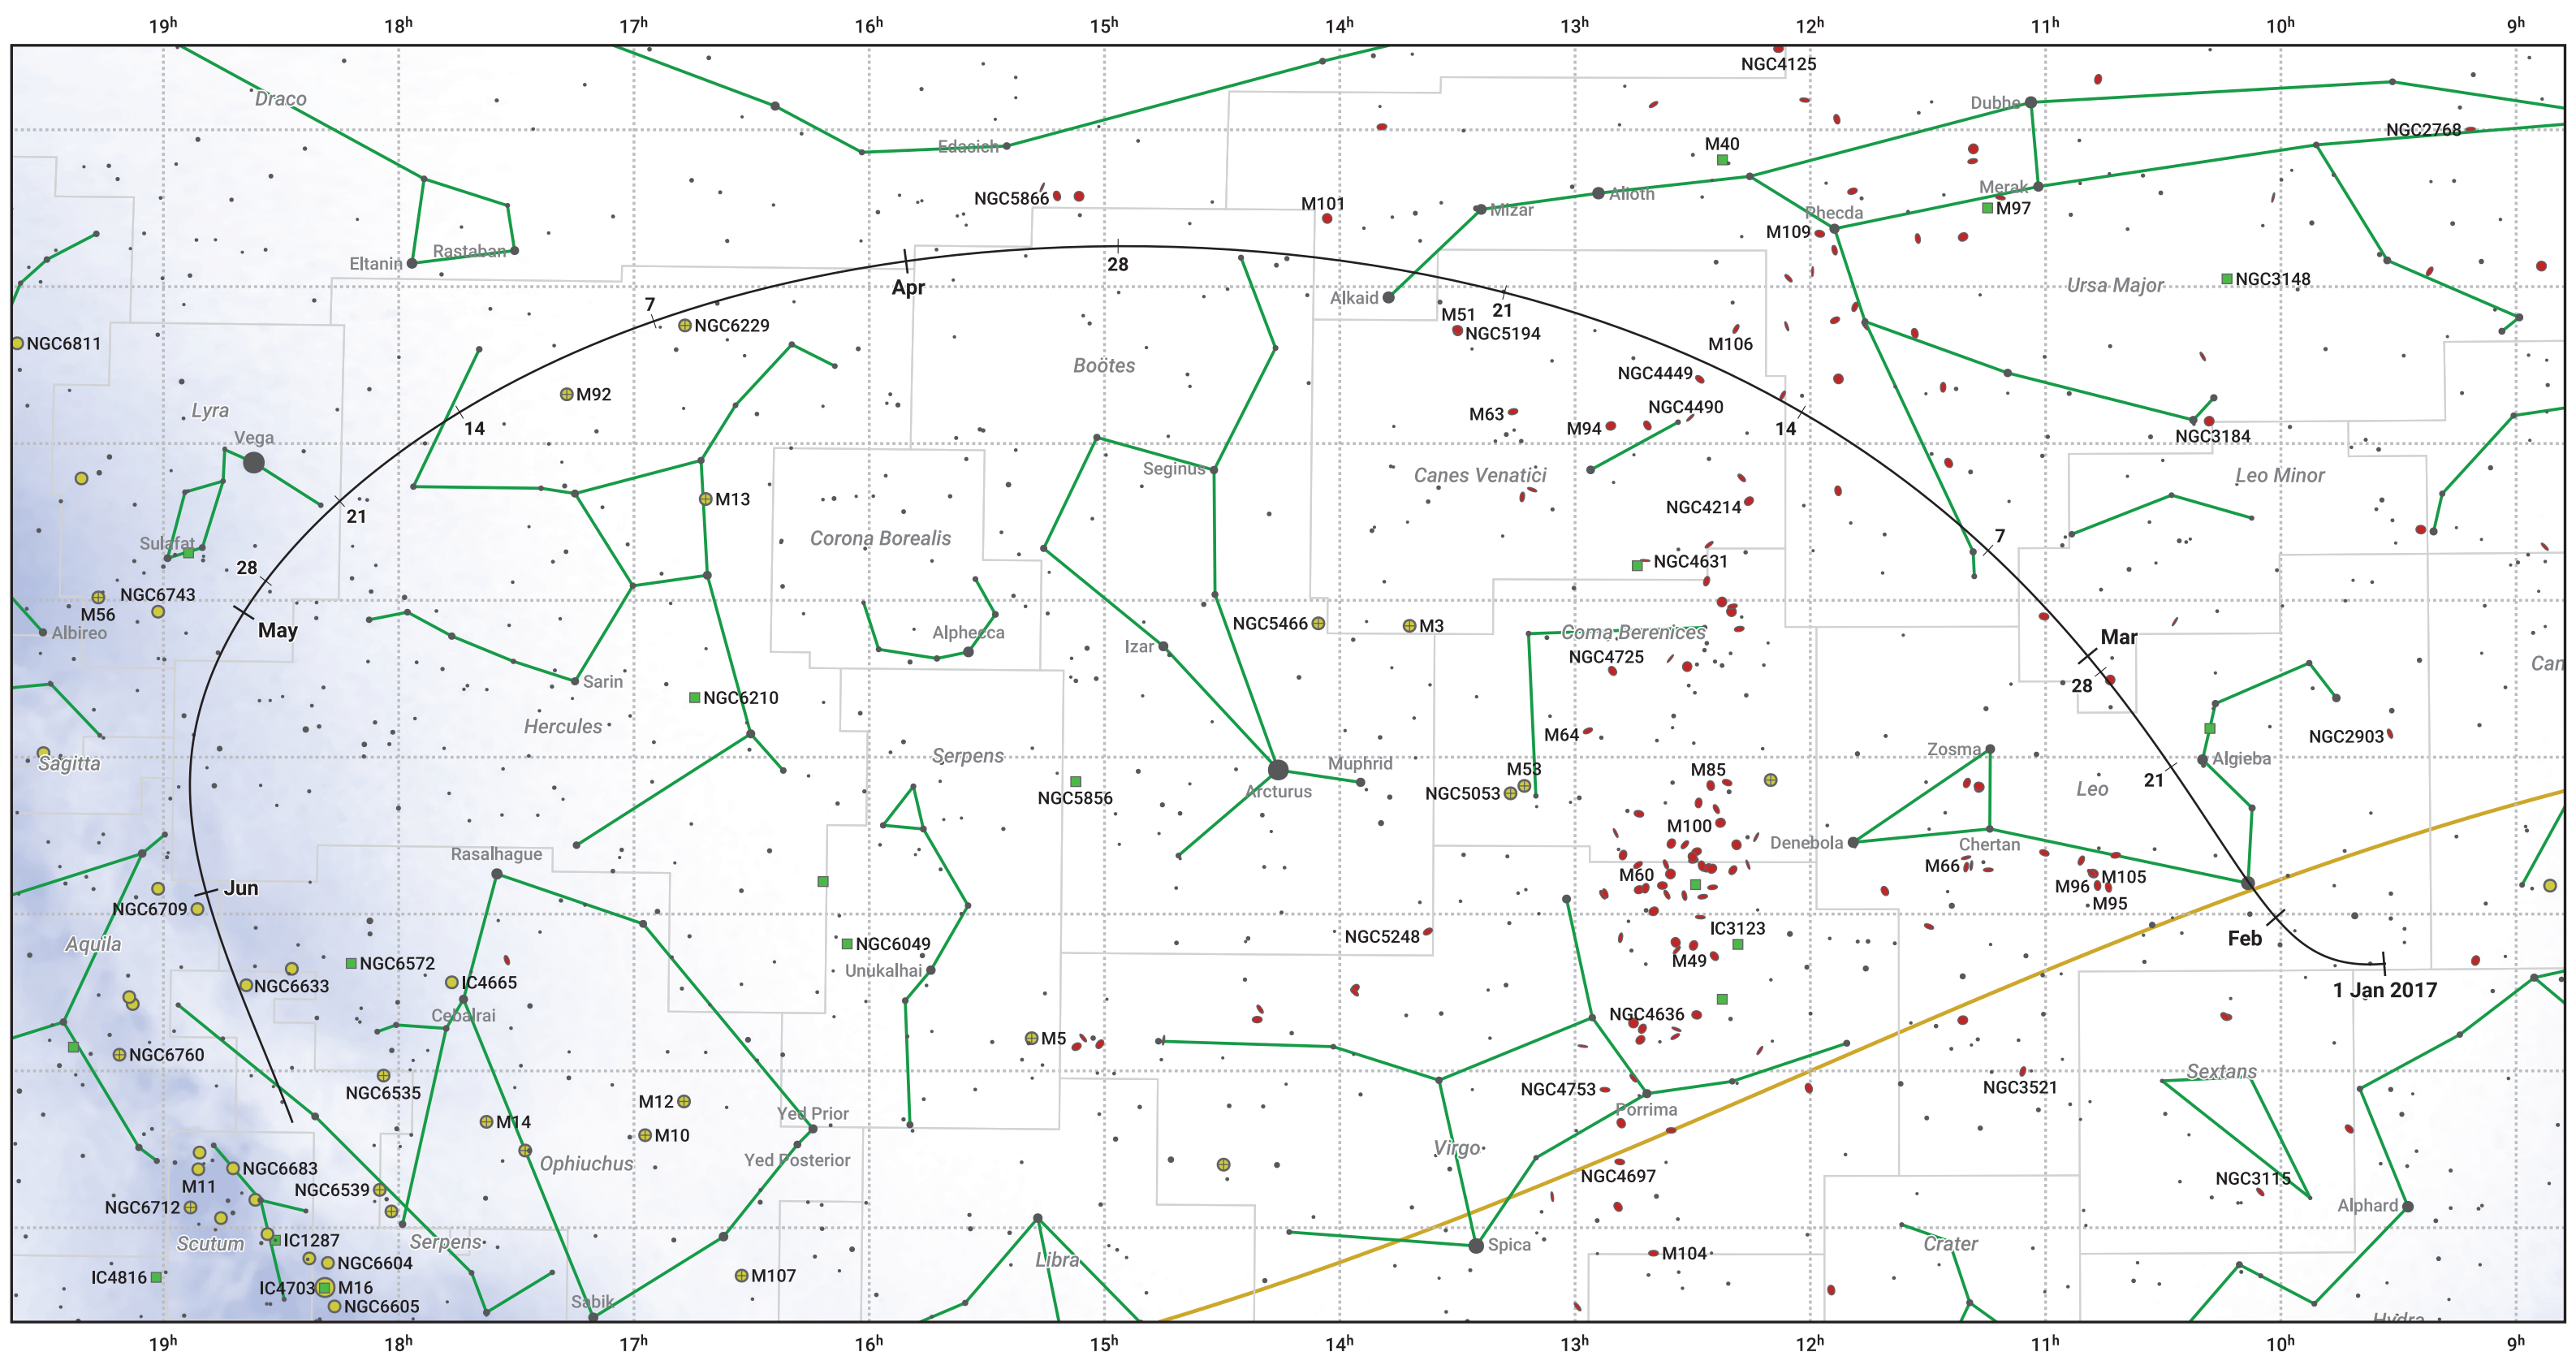 19h 18h 17h 16h 15h 14h 13h 12h 11h 10h 9h
NGC4125
Draco
Dubhe
NGC2768
Edasich
M40
NGC5866
M101
Mizar
Alioth
Merak
M97
Phecda
M109
Eltanin
Rastaban
28
Apr
Alkaid
21
Ursa Major
NGC3148
7
NGC6229
M51
NGC5194
M106
NGC6811
Boötes
NGC4449
M92
Lyra
NGC4490
M63
M94
14
14
NGC3184
Vega
Seginus
Canes Venatici
Leo Minor
M13
NGC4214
21
Corona Borealis
Sulafat
7
NGC4631
28
NGC6743
M56
May
Albireo
Alphecca
NGC5466
M3
Coma Berenices
Mar
Izar
NGC4725
Can
Sarin
28
NGC6210
Hercules
M64
NGC2903
Serpens
Zosma
Algieba
Sagitta
Muphrid
M53
M85
21
Leo
NGC5053
Arcturus
NGC5856
M100
Denebola
Chertan
Rasalhague
M66
M60
M105
M96
M95
Jun
NGC6709
IC3123
Feb
NGC5248
Aquila
NGC6049
M49
NGC6572
Unukalhai
NGC6633
IC4665
1 Jan 2017
Cebalrai
NGC4636
M5
NGC6760
Sextans
NGC6535
NGC4753
NGC3521
M12
Yed Prior
Porrima
M14
M10
Virgo
Yed Posterior
Ophiuchus
NGC6683
NGC4697
NGC3115
M11
NGC6539
NGC6712
Alphard
Scutum
IC1287
Serpens
Spica
Crater
Libra
M104
NGC6604
IC4816
IC4703
M16
M107
NGC6605
Sabik
Hydra
19h 18h 17h 16h 15h 14h 13h 12h 11h 10h 9h